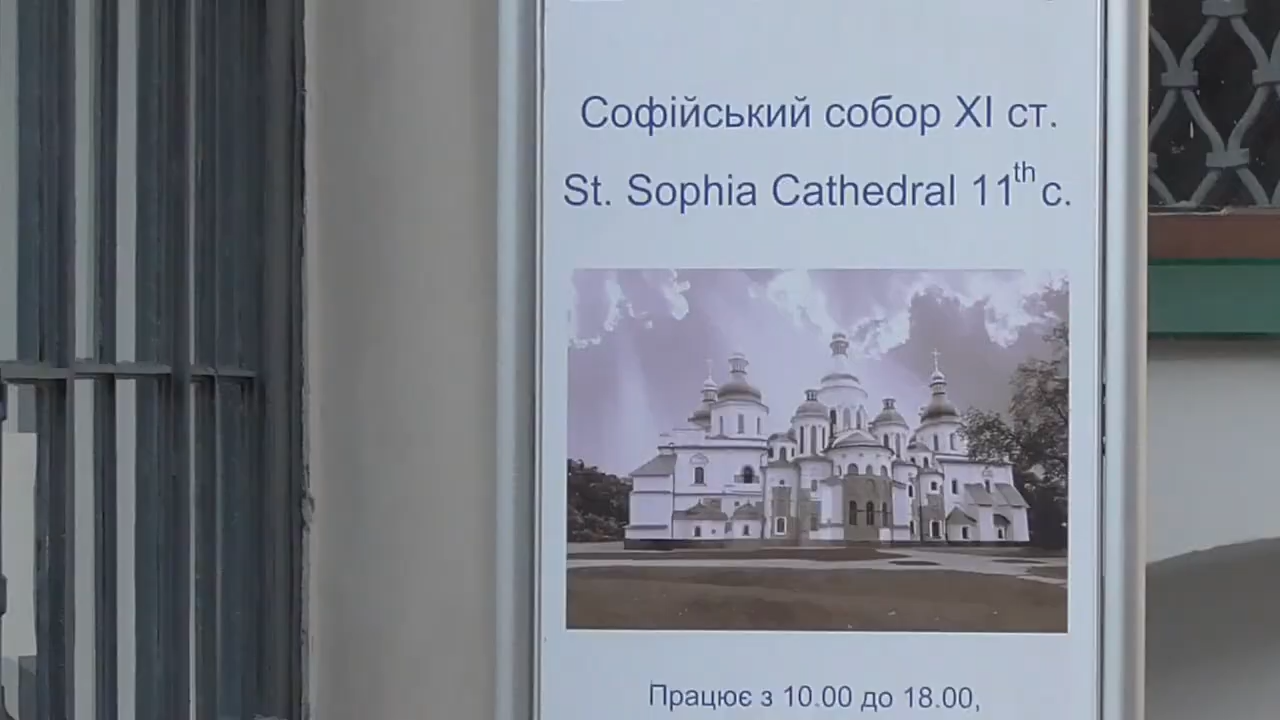 Софійський собор XI ст.
St. Sophia Cathedral 11th c.
Працює з 10.00 до 18.00,